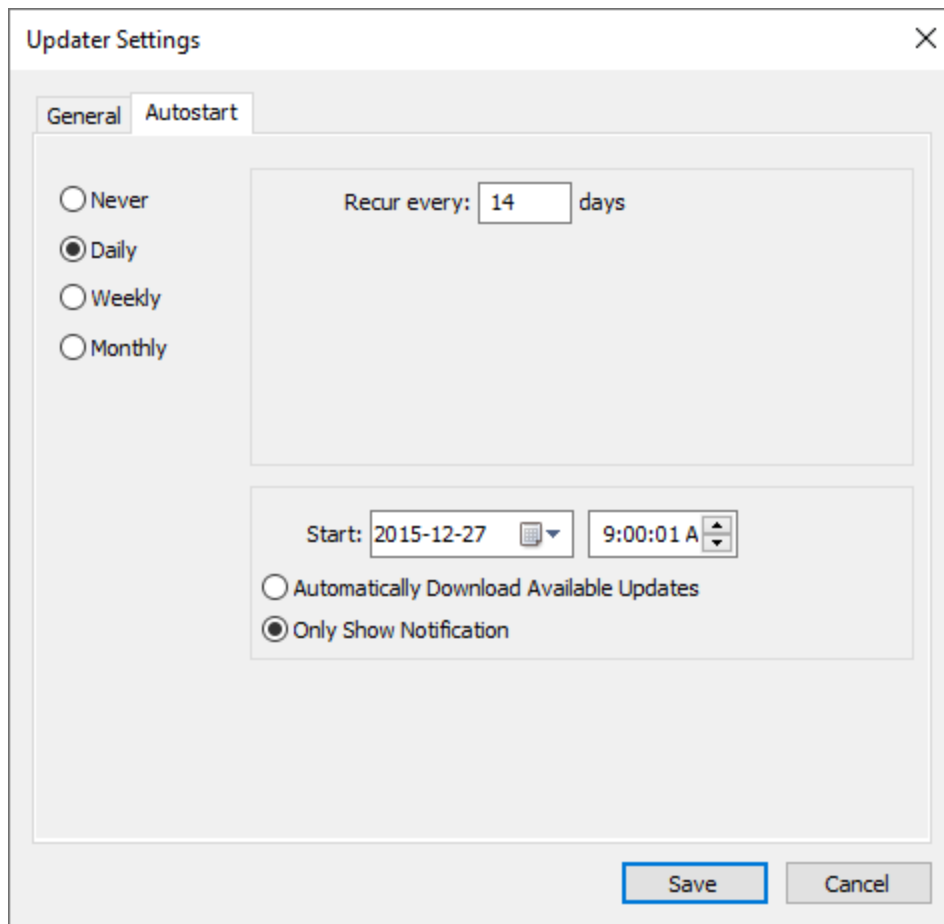 Updater Settings
General Autostart
Never
Daily
Weekly
Monthly
Recur every: 14 days
Start: 2015-12-27 9:00:01 A
Automatically Download Available Updates
Only Show Notification
Save Cancel